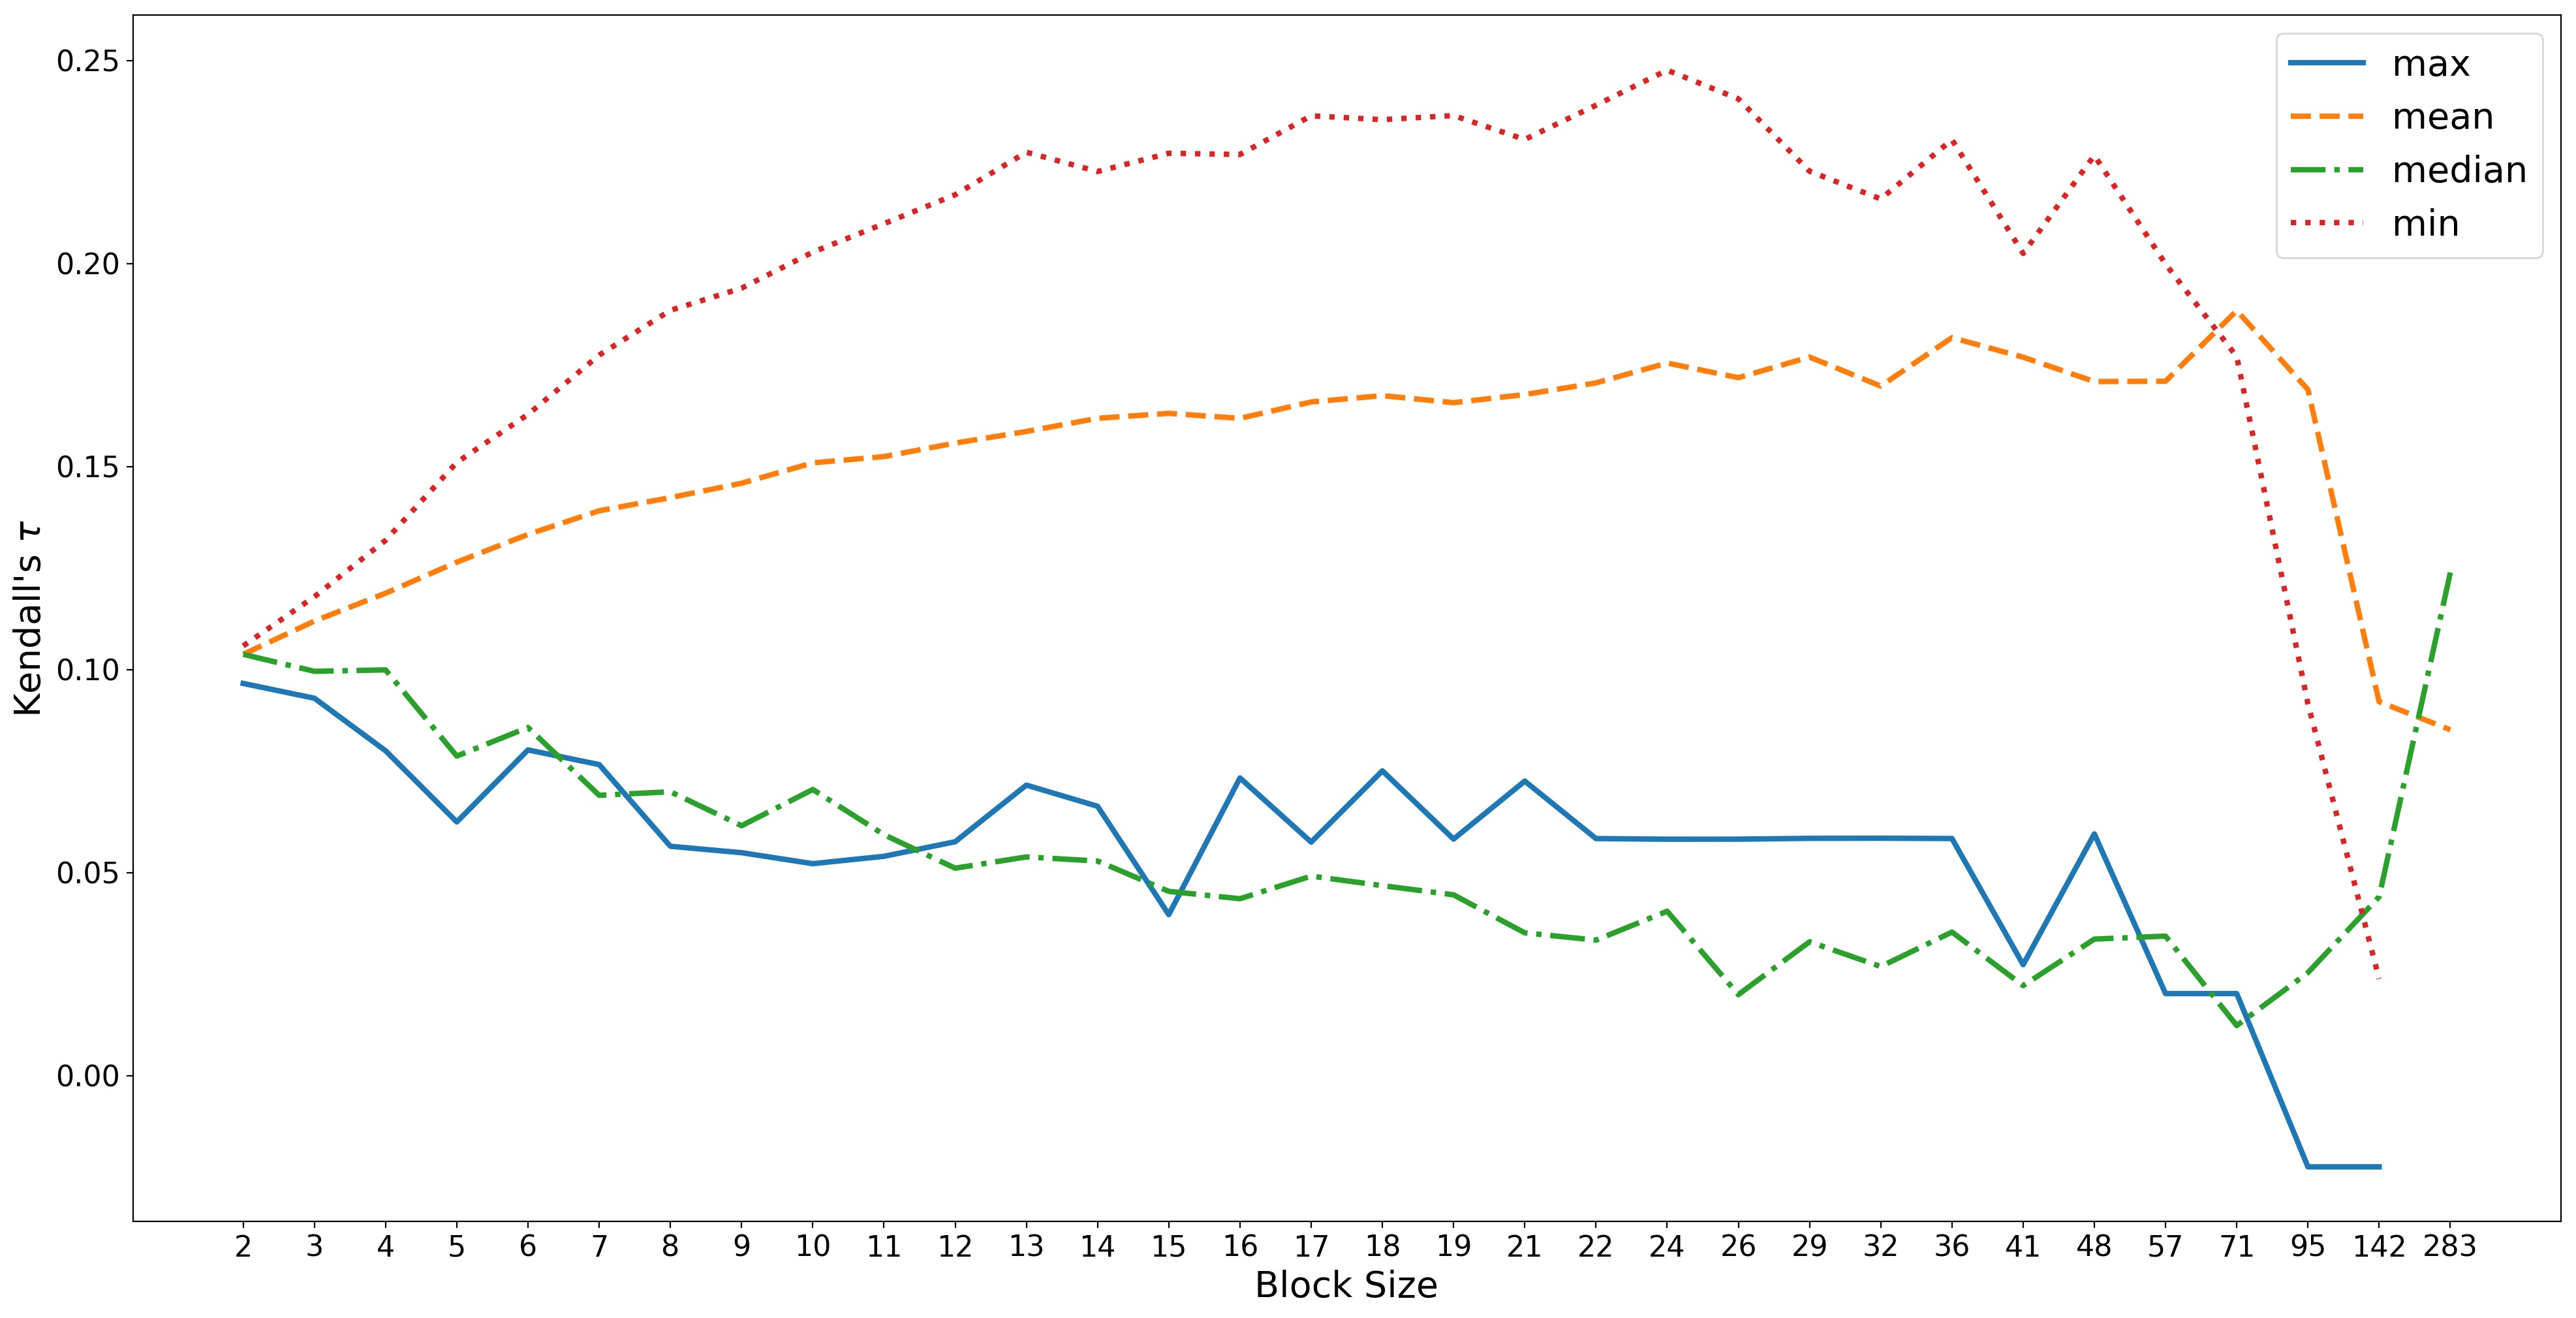 0.25
0.20
0.15
0.10
0.05
0.00
Kendall's τ
2 3 4 5 6 7 8 9 10 11 12 13 14 15 16 17 18 19 21 22 24 26 29 32 36 41 48 57 71 95 142 283
Block Size
max
mean
median
min